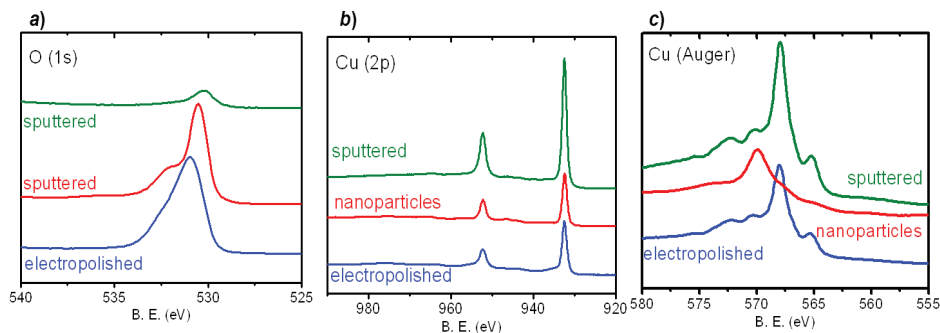 a)
O (1s)
sputtered
sputtered
electropolished
540 535 530 525
B. E. (eV)
b)
Cu (2p)
sputtered
nanoparticles
electropolished
980 960 940 920
B. E. (eV)
c)
Cu (Auger)
sputtered
nanoparticles
electropolished
580 575 570 565 560 555
B. E. (eV)